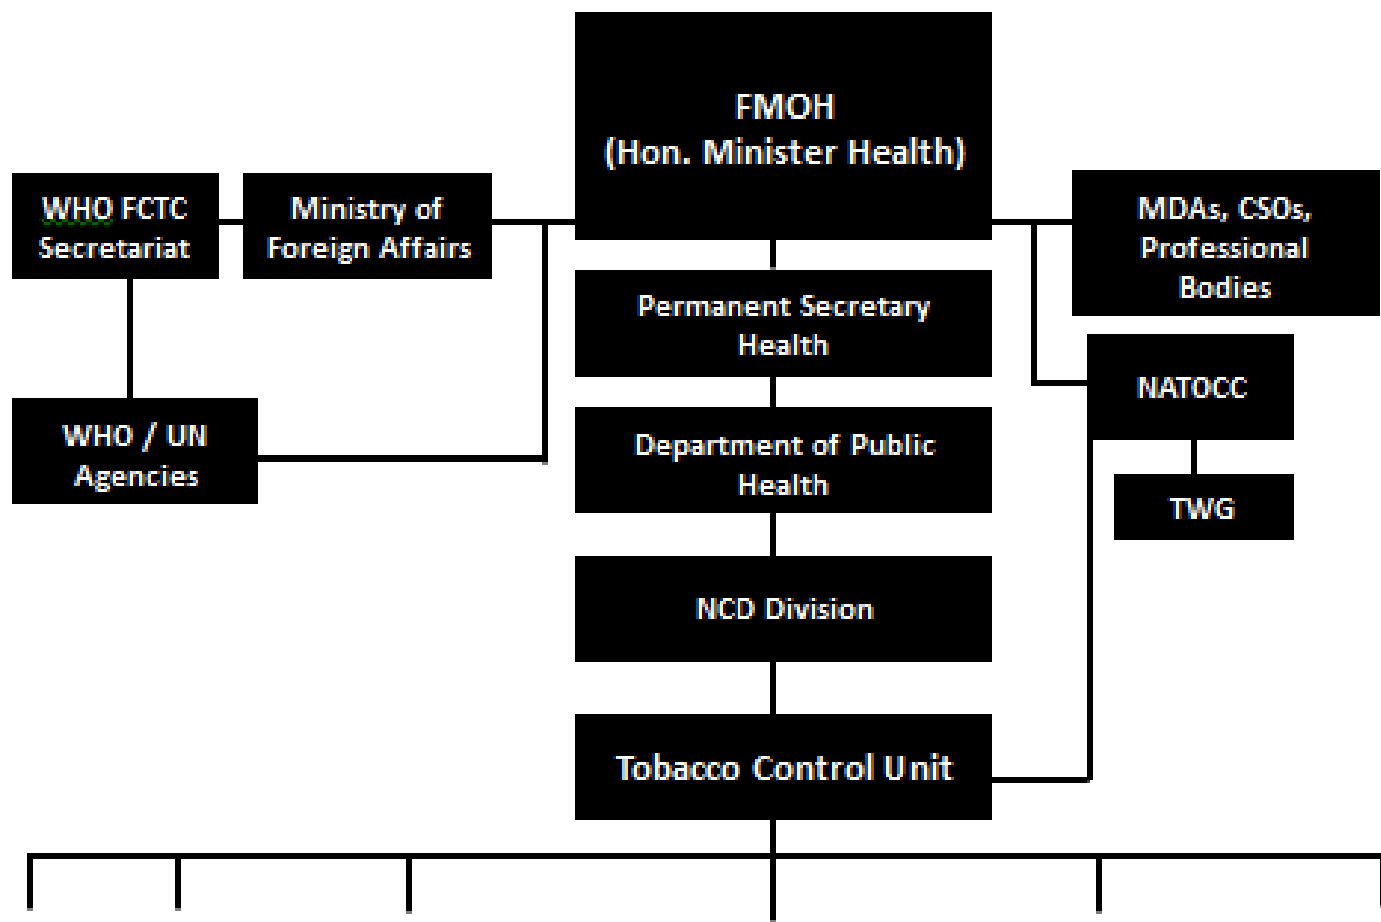 FMOH
(Hon. Minister Health)
WHO FCTC
Secretariat
Ministry of
Foreign Affairs
MDAs, CSOs,
Professional
Bodies
Permanent Secretary
Health
NATOCC
WHO / UN
Agencies
Department of Public
Health
TWG
NCD Division
Tobacco Control Unit